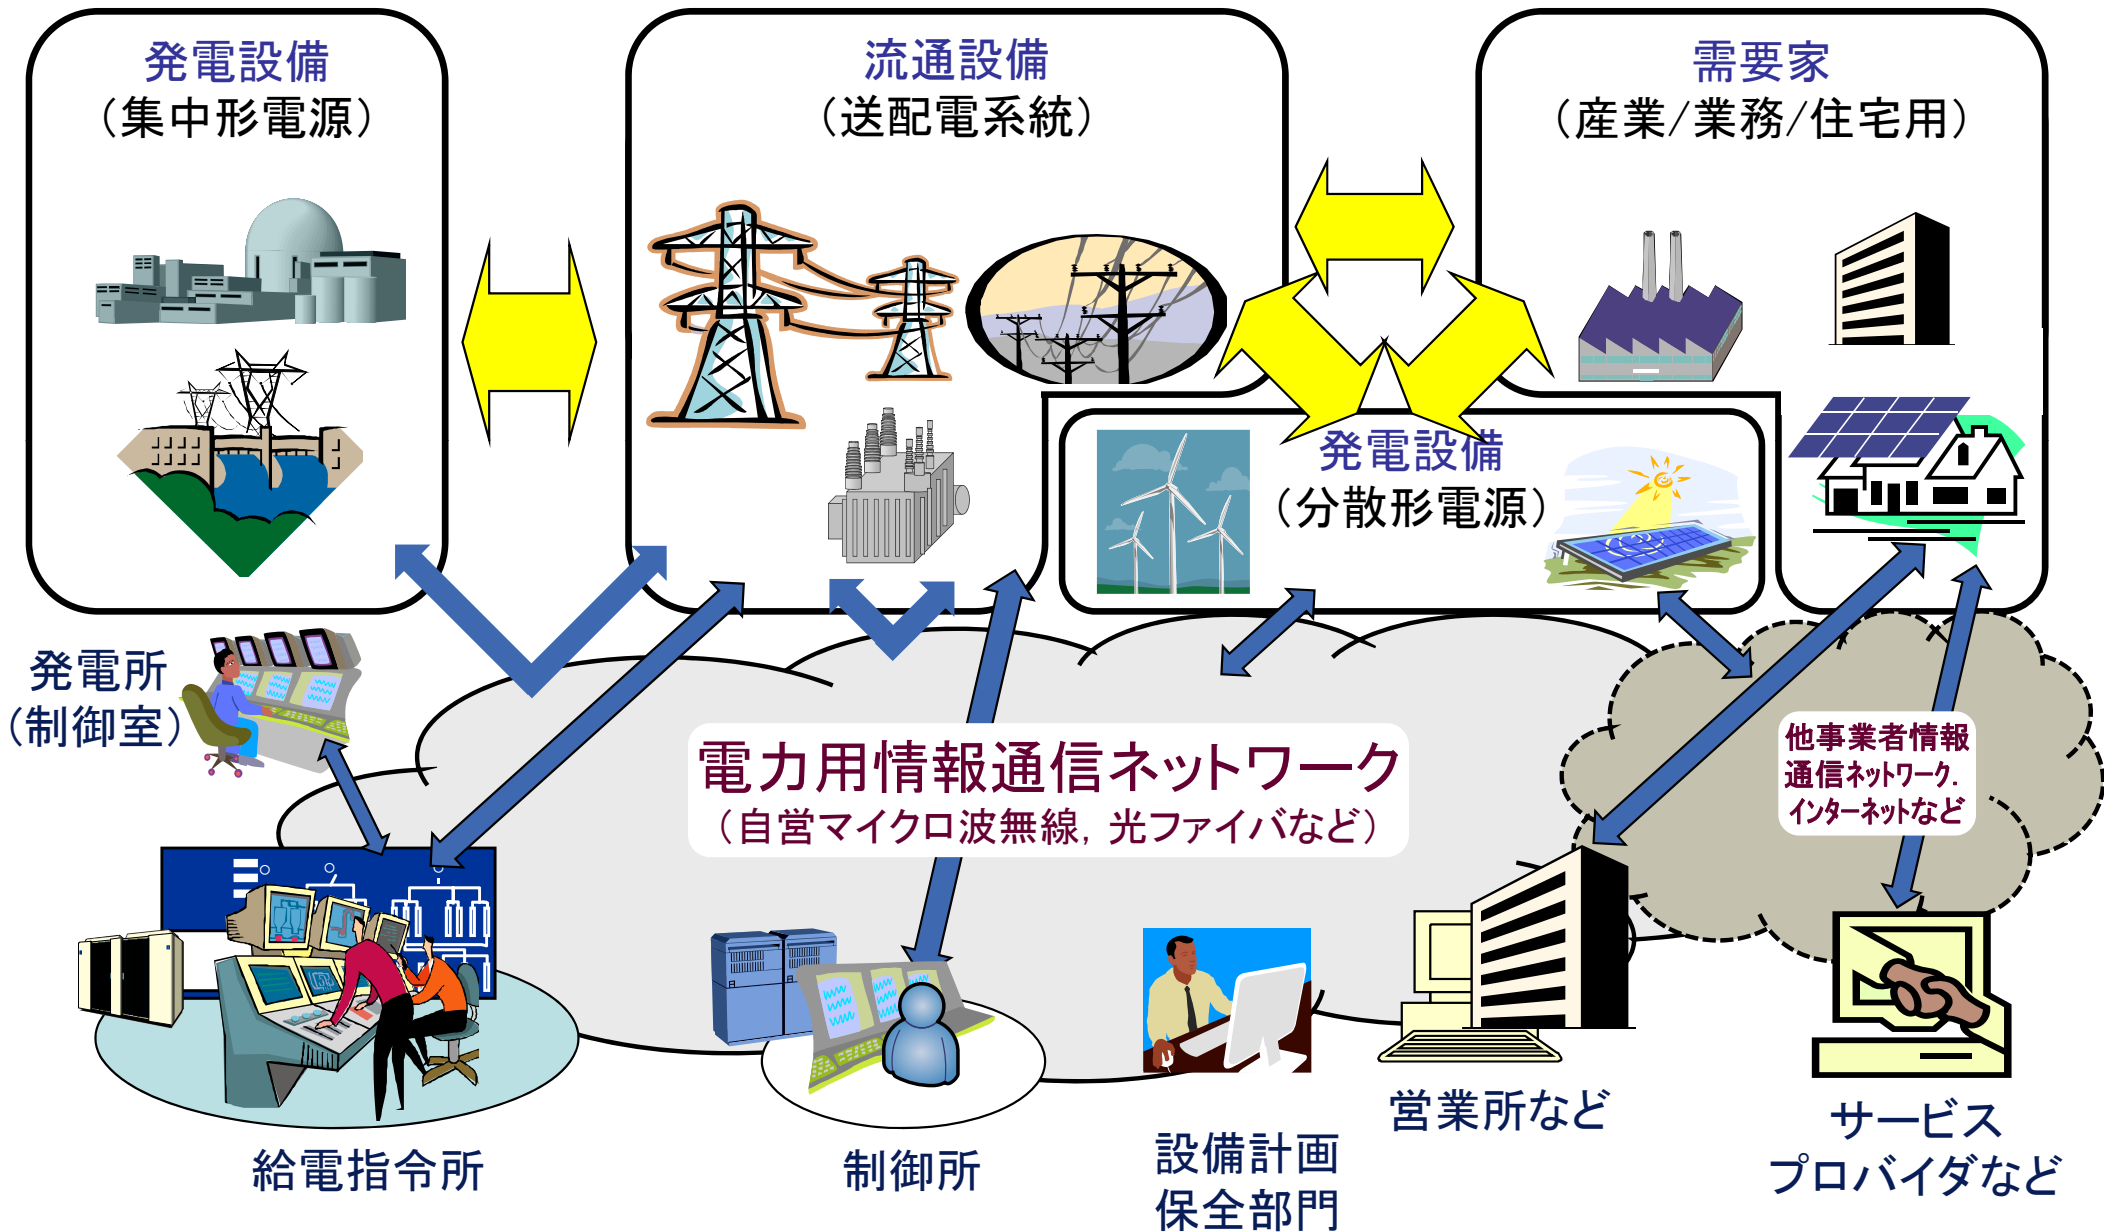 発電設備
（集中形電源）
流通設備
（送配電系統）
需要家
（産業/業務/住宅用）
発電設備
（分散形電源）
発電所
（制御室）
電力用情報通信ネットワーク
（自営マイクロ波無線，光ファイバなど）
他事業者情報
通信ネットワーク．
インターネットなど
給電指令所
制御所
設備計画
保全部門
営業所など
サービス
プロバイダなど